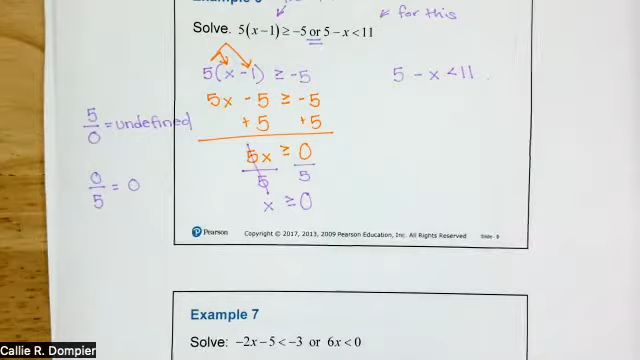 for this
Solve. 5(x−1) ≥ −5 or 5 − x < 11
5(x − 1) ≥ −5
5 − x < 11
5x − 5 ≥ −5
+ 5 + 5
5/0 = undefined
5x ≥ 0
5 5
0/5 = 0
x ≥ 0
Pearson Copyright © 2017, 2013, 2009 Pearson Education, Inc. All Rights Reserved Slide - 9
Example 7
Solve: −2x − 5 < −3 or 6x < 0
Callie R. Dompier